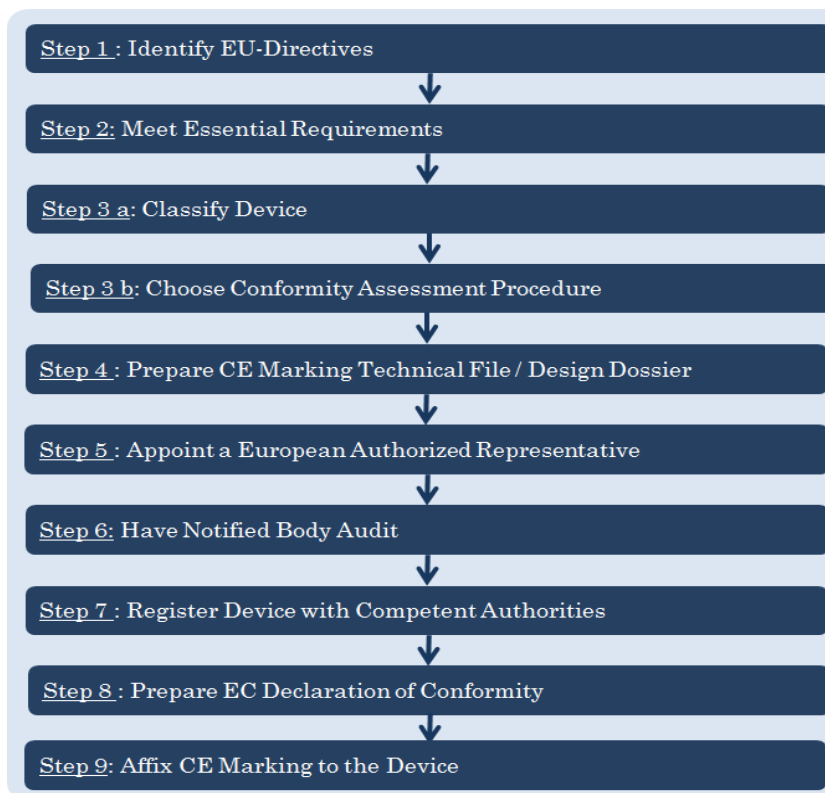 Step 1 : Identify EU-Directives
Step 2: Meet Essential Requirements
Step 3 a: Classify Device
Step 3 b: Choose Conformity Assessment Procedure
Step 4 : Prepare CE Marking Technical File / Design Dossier
Step 5 : Appoint a European Authorized Representative
Step 6: Have Notified Body Audit
Step 7 : Register Device with Competent Authorities
Step 8 : Prepare EC Declaration of Conformity
Step 9: Affix CE Marking to the Device